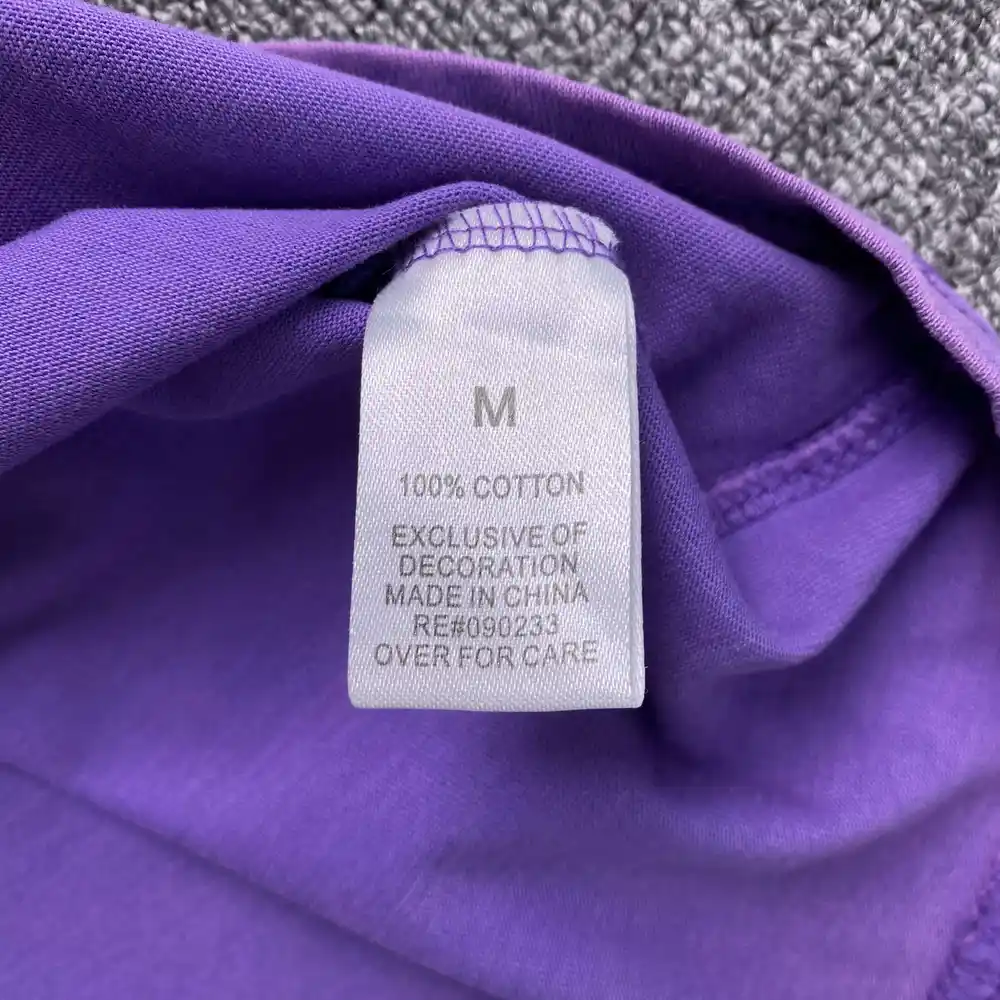 M
100% COTTON
EXCLUSIVE OF
DECORATION
MADE IN CHINA
RE#090233
OVER FOR CARE